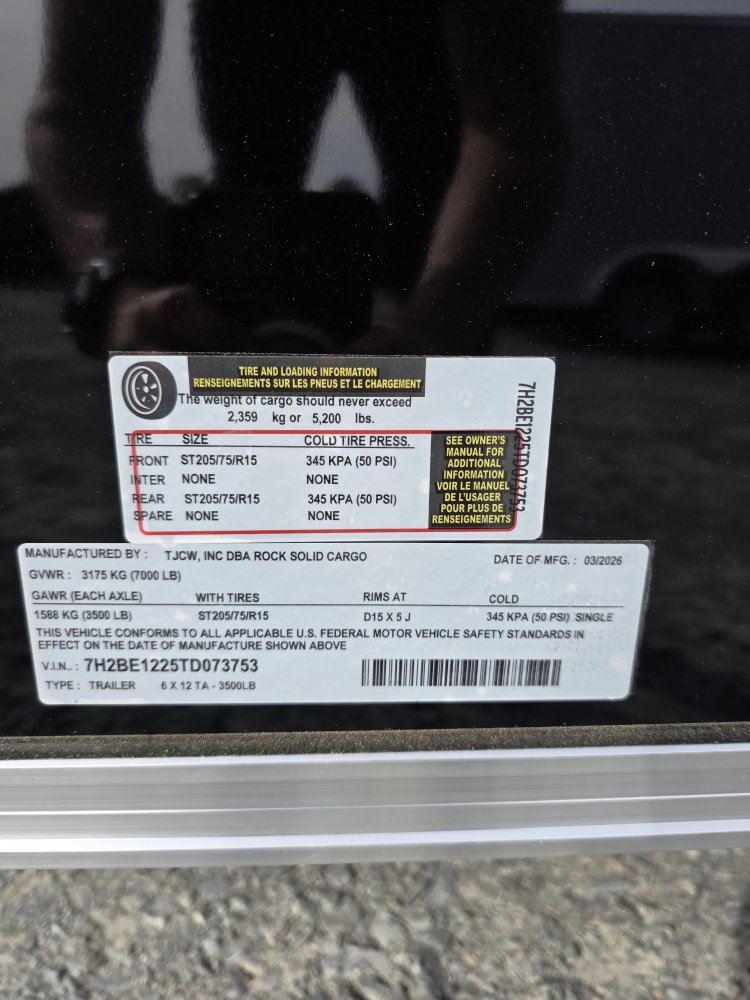 TIRE AND LOADING INFORMATION
RENSEIGNEMENTS SUR LES PNEUS ET LE CHARGEMENT
The weight of cargo should never exceed
2,359 kg or 5,200 lbs.
TIRE SIZE COLD TIRE PRESS.
FRONT ST205/75/R15 345 KPA (50 PSI)
INTER NONE NONE
REAR ST205/75/R15 345 KPA (50 PSI)
SPARE NONE NONE
SEE OWNER'S
MANUAL FOR
ADDITIONAL
INFORMATION
VOIR LE MANUEL
DE L'USAGER
POUR PLUS DE
RENSEIGNEMENTS
7H2BE1225TD073753
MANUFACTURED BY : TJCW, INC DBA ROCK SOLID CARGO DATE OF MFG. : 03/2026
GVWR : 3175 KG (7000 LB)
GAWR (EACH AXLE) WITH TIRES RIMS AT COLD
1588 KG (3500 LB) ST205/75/R15 D15 X 5 J 345 KPA (50 PSI) SINGLE
THIS VEHICLE CONFORMS TO ALL APPLICABLE U.S. FEDERAL MOTOR VEHICLE SAFETY STANDARDS IN
EFFECT ON THE DATE OF MANUFACTURE SHOWN ABOVE
V.I.N.. : 7H2BE1225TD073753
TYPE : TRAILER 6 X 12 TA - 3500LB